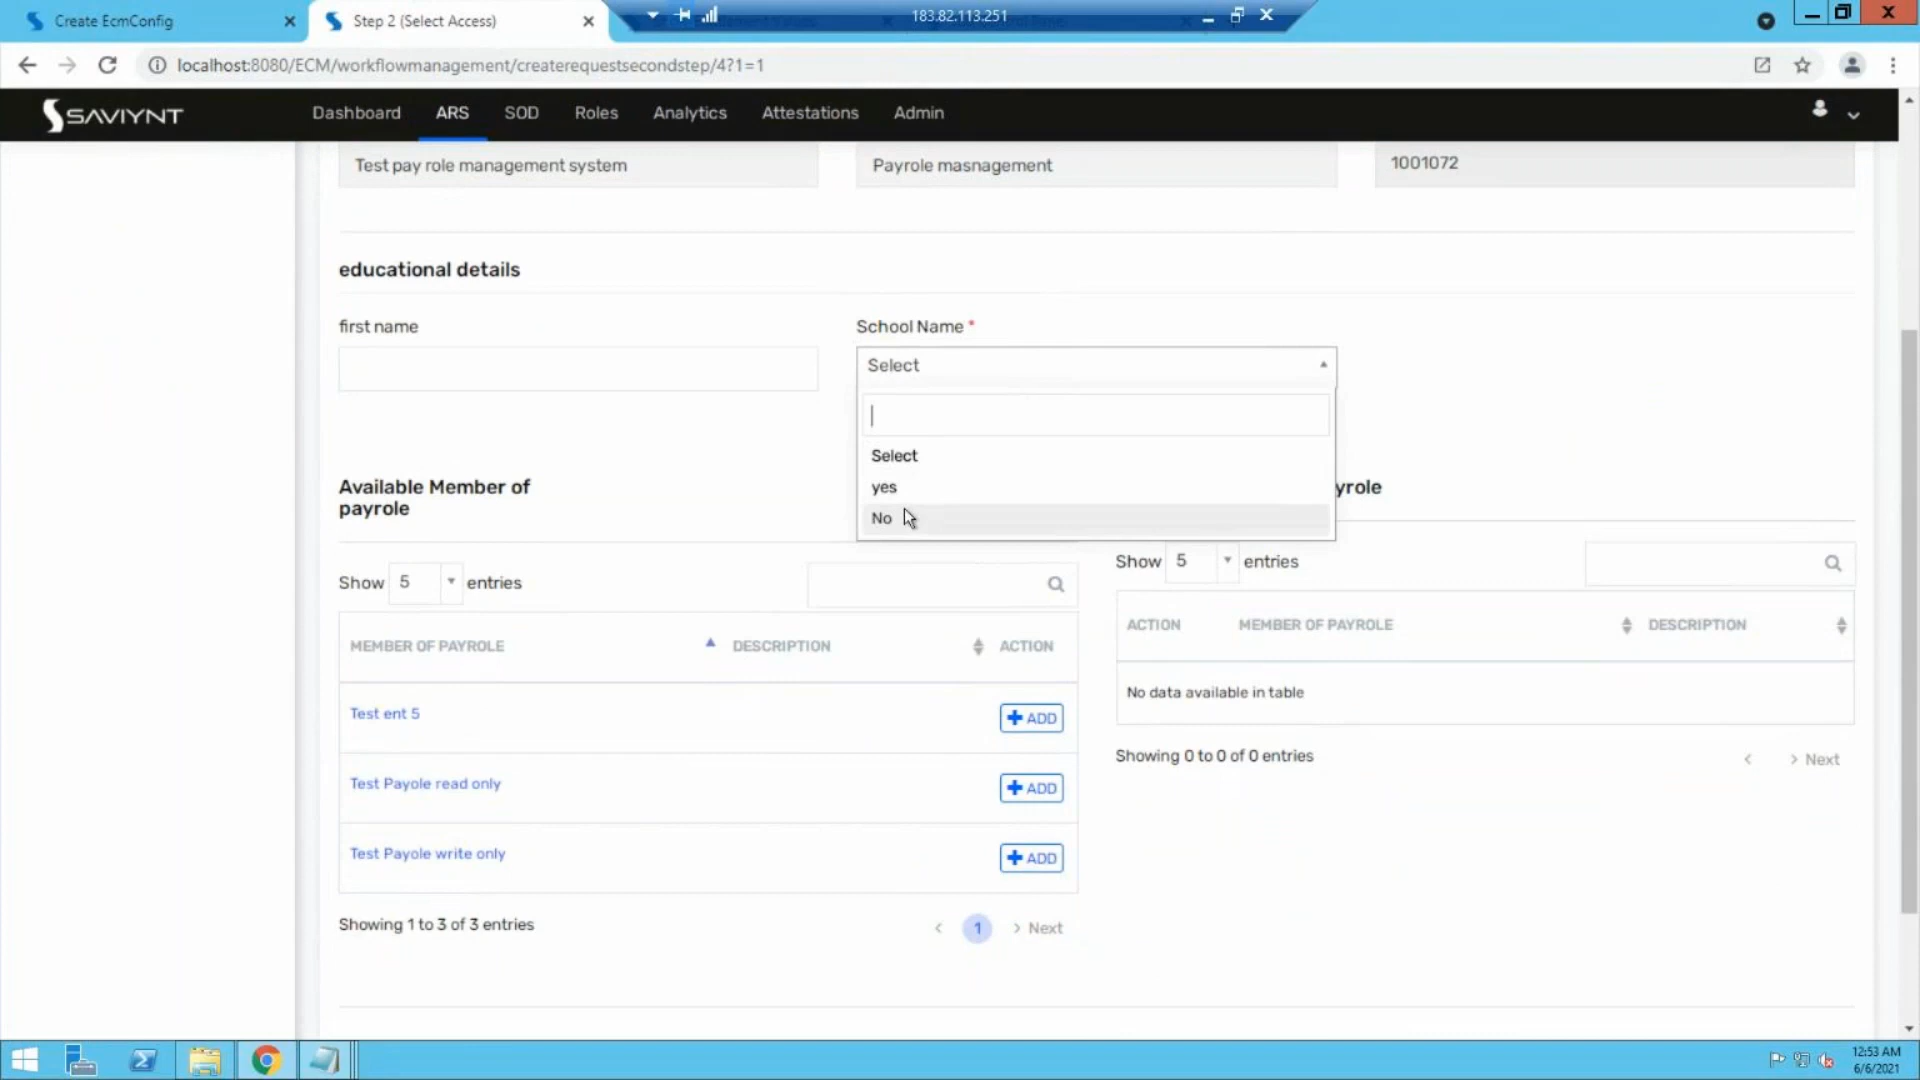 Create EcmConfig
Step 2 (Select Access)
183.82.113.251
localhost:8080/ECM/workflowmanagement/createrequestsecondstep/4?1=1
SAVIYNT
Dashboard
ARS
SOD
Roles
Analytics
Attestations
Admin
Test pay role management system
Payrole masnagement
1001072
educational details
first name
School Name *
Select
Select
yes
No
Available Member of
payrole
yrole
Show 5 entries
Show 5 entries
MEMBER OF PAYROLE
DESCRIPTION
ACTION
ACTION
MEMBER OF PAYROLE
DESCRIPTION
Test ent 5
ADD
No data available in table
Test Payole read only
ADD
Showing 0 to 0 of 0 entries
< > Next
Test Payole write only
ADD
Showing 1 to 3 of 3 entries
< 1 > Next
12:53 AM
6/6/2021